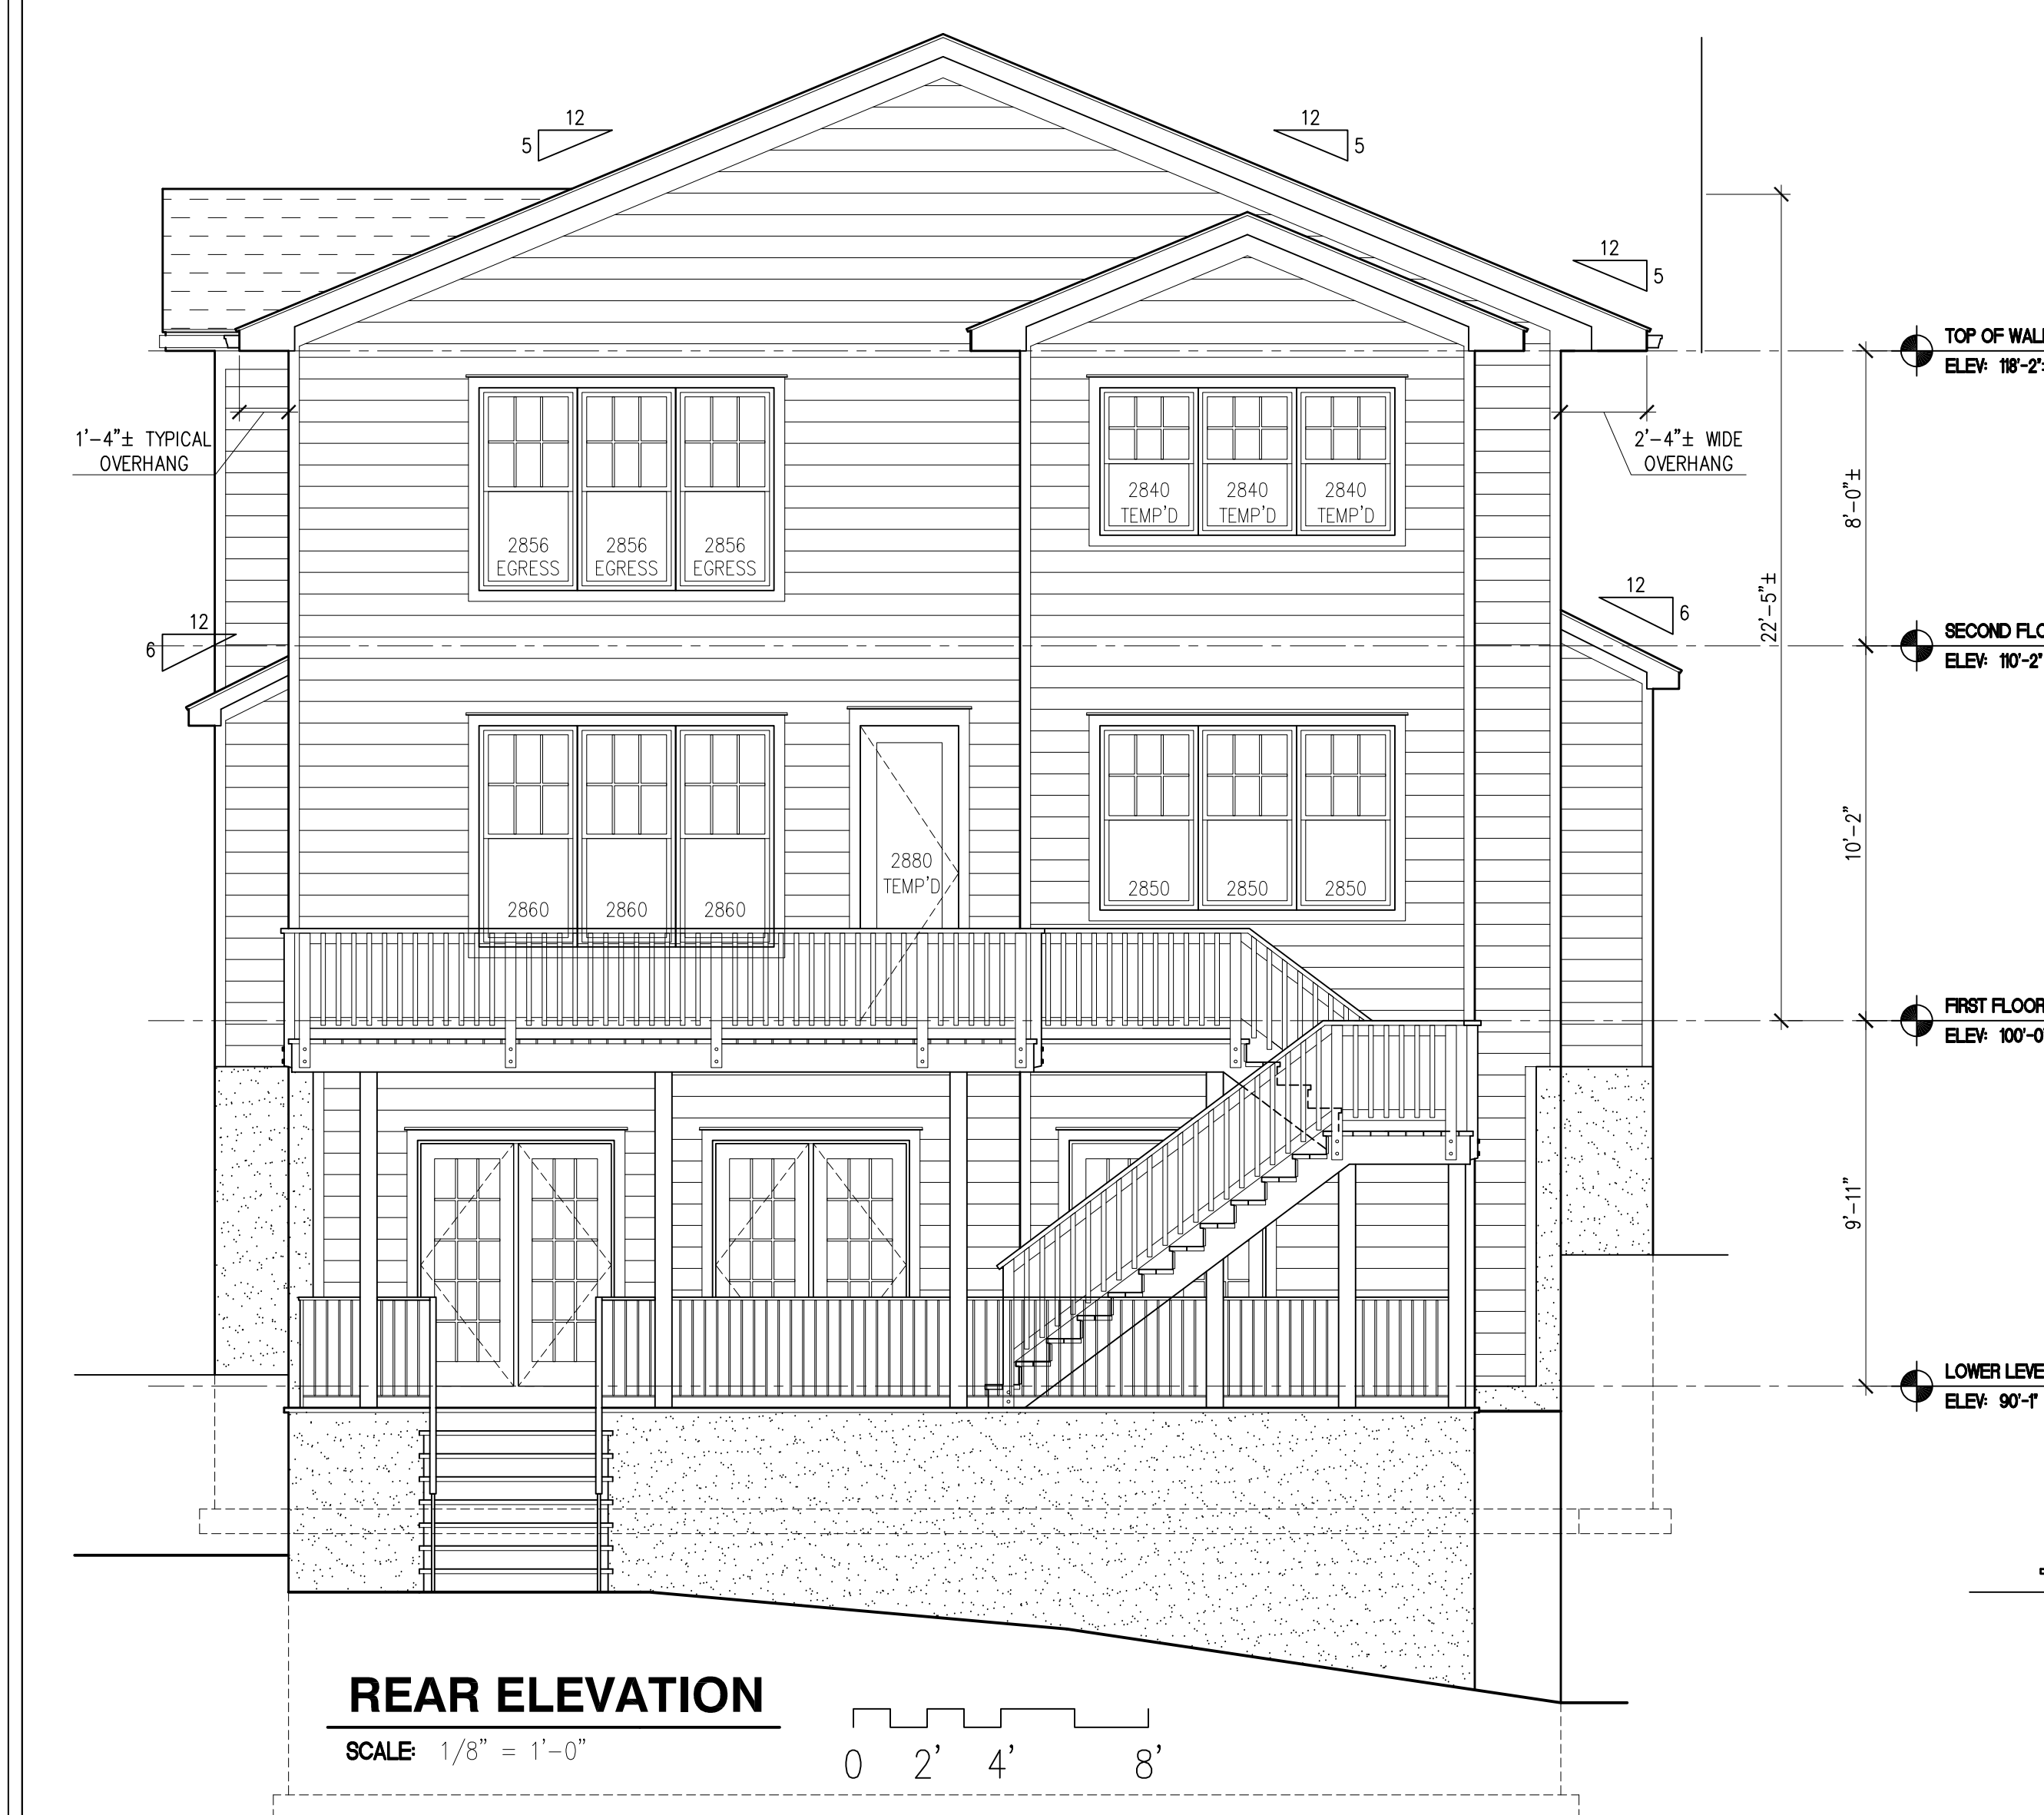 12
5
12
5
12
5
TOP OF WALL
ELEV: 118'-2"±
1'-4"± TYPICAL
OVERHANG
2'-4"± WIDE
OVERHANG
2840
TEMP'D
2840
TEMP'D
2840
TEMP'D
8'-0"±
2856
EGRESS
2856
EGRESS
2856
EGRESS
12
6
12
6
22'-5"±
SECOND FLO
ELEV: 110'-2"
10'-2"
2880
TEMP'D
2860
2860
2860
2850
2850
2850
FIRST FLOOR
ELEV: 100'-0
9'-11"
LOWER LEVE
ELEV: 90'-1"
REAR ELEVATION
SCALE: 1/8" = 1'-0"
0 2' 4' 8'